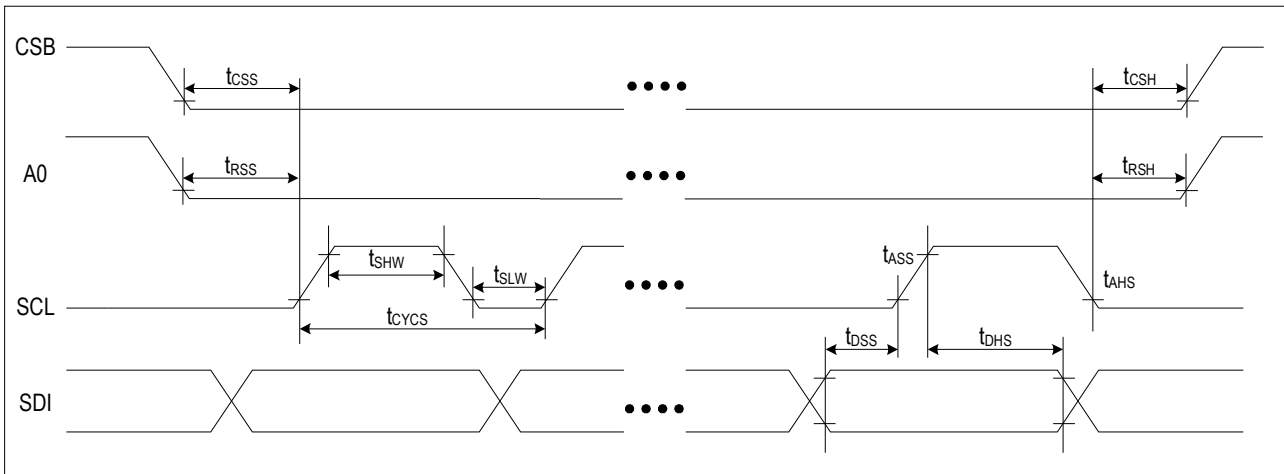 CSB
tCSS
tCSH
A0
tRSS
tRSH
tSHW
tSLW
tASS
tAHS
SCL
tCYCS
tDSS
tDHS
SDI